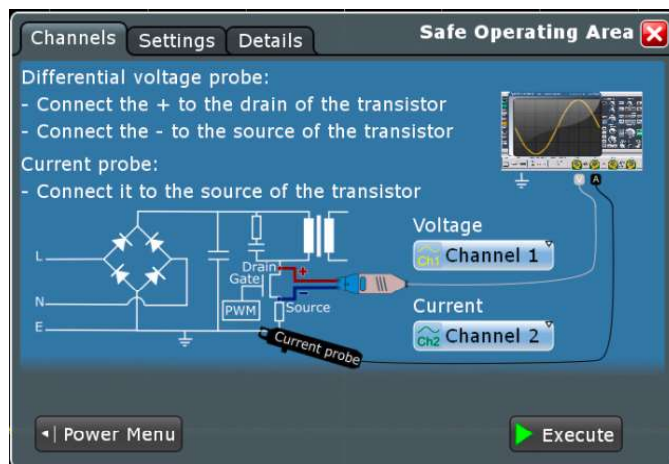 Channels
Settings
Details
Safe Operating Area
Differential voltage probe:
- Connect the + to the drain of the transistor
- Connect the - to the source of the transistor
Current probe:
- Connect it to the source of the transistor
V
A
Voltage
Ch1 Channel 1
L
Drain
+
Gate
-
N
PWM
Source
Current
E
Current probe
Ch2 Channel 2
Power Menu
Execute